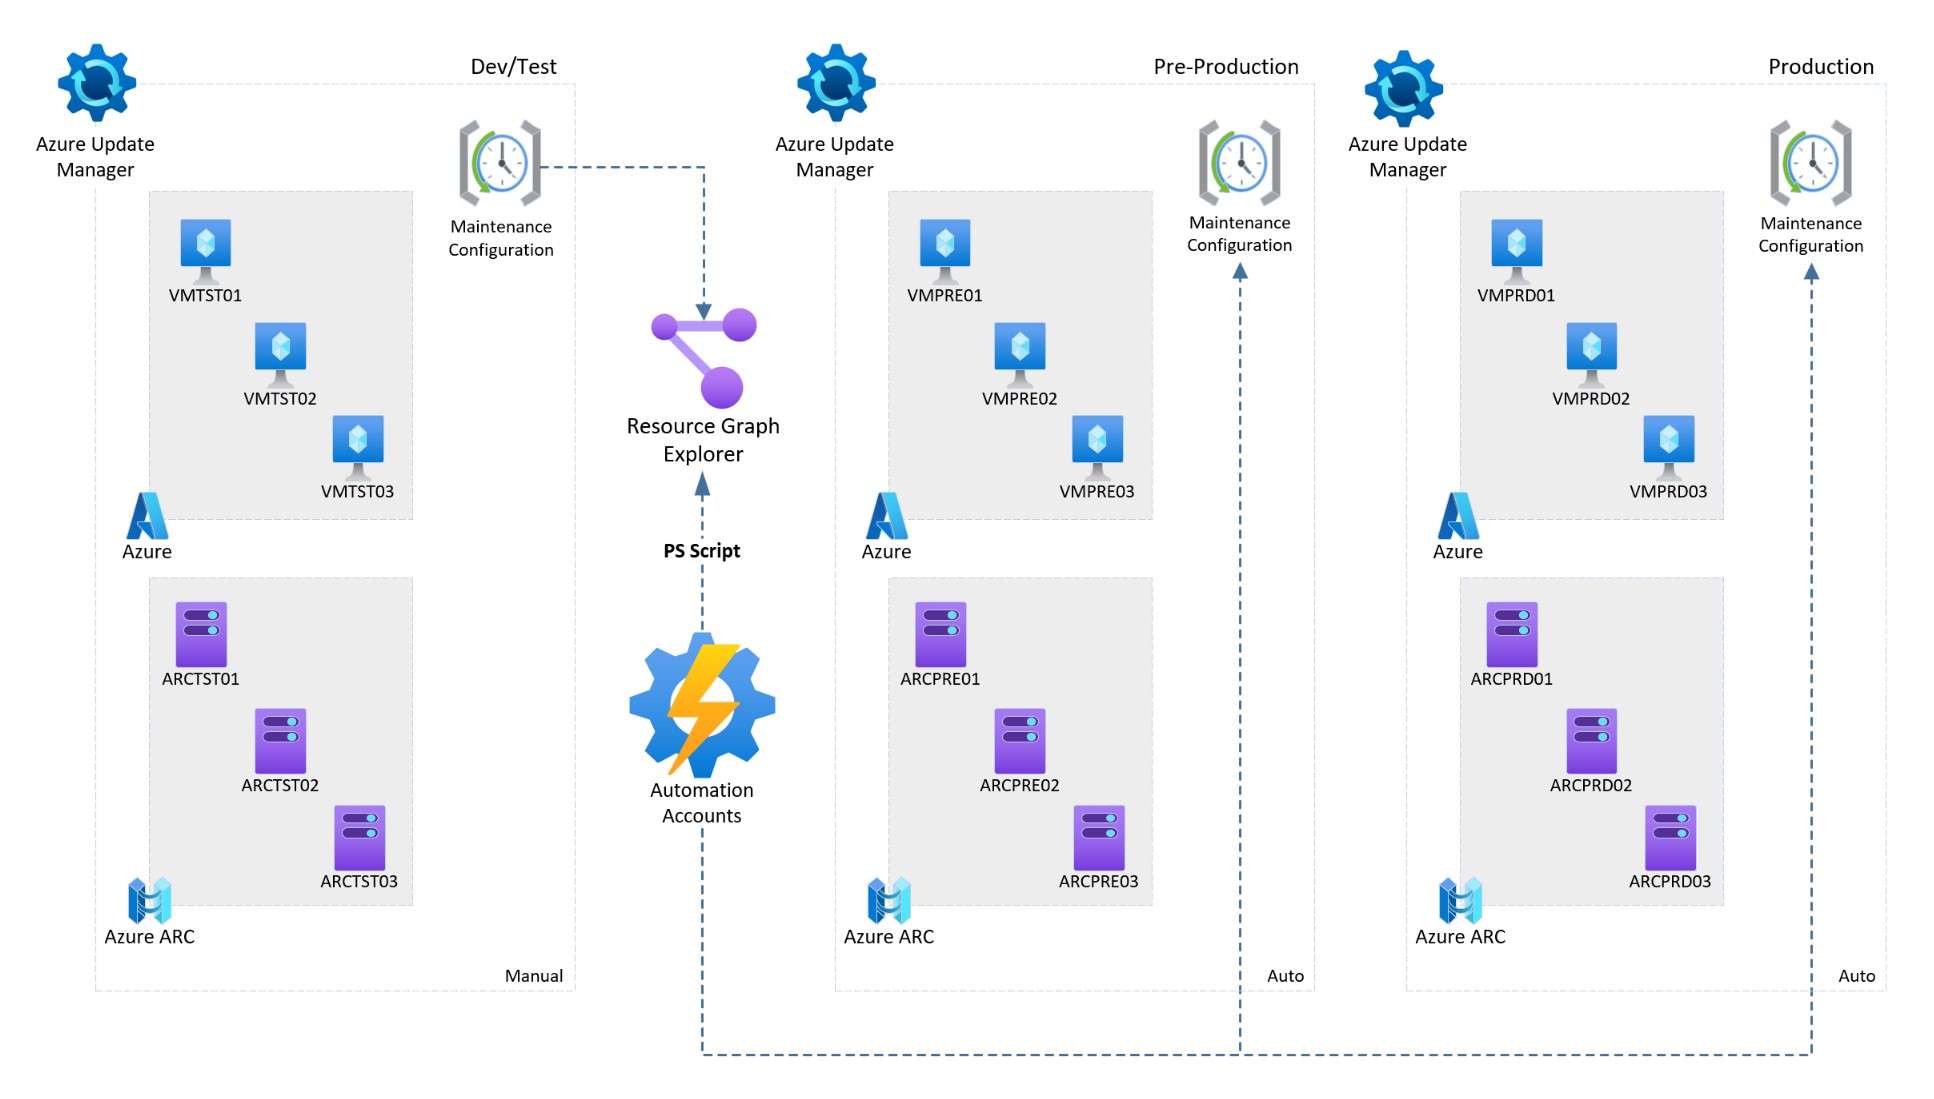 Dev/Test
Azure Update
Manager
Maintenance
Configuration
VMTST01
VMTST02
VMTST03
Azure
ARCTST01
ARCTST02
ARCTST03
Azure ARC
Manual
Resource Graph
Explorer
PS Script
Automation
Accounts
Pre-Production
Azure Update
Manager
Maintenance
Configuration
VMPRE01
VMPRE02
VMPRE03
Azure
ARCPRE01
ARCPRE02
ARCPRE03
Azure ARC
Auto
Production
Azure Update
Manager
Maintenance
Configuration
VMPRD01
VMPRD02
VMPRD03
Azure
ARCPRD01
ARCPRD02
ARCPRD03
Azure ARC
Auto